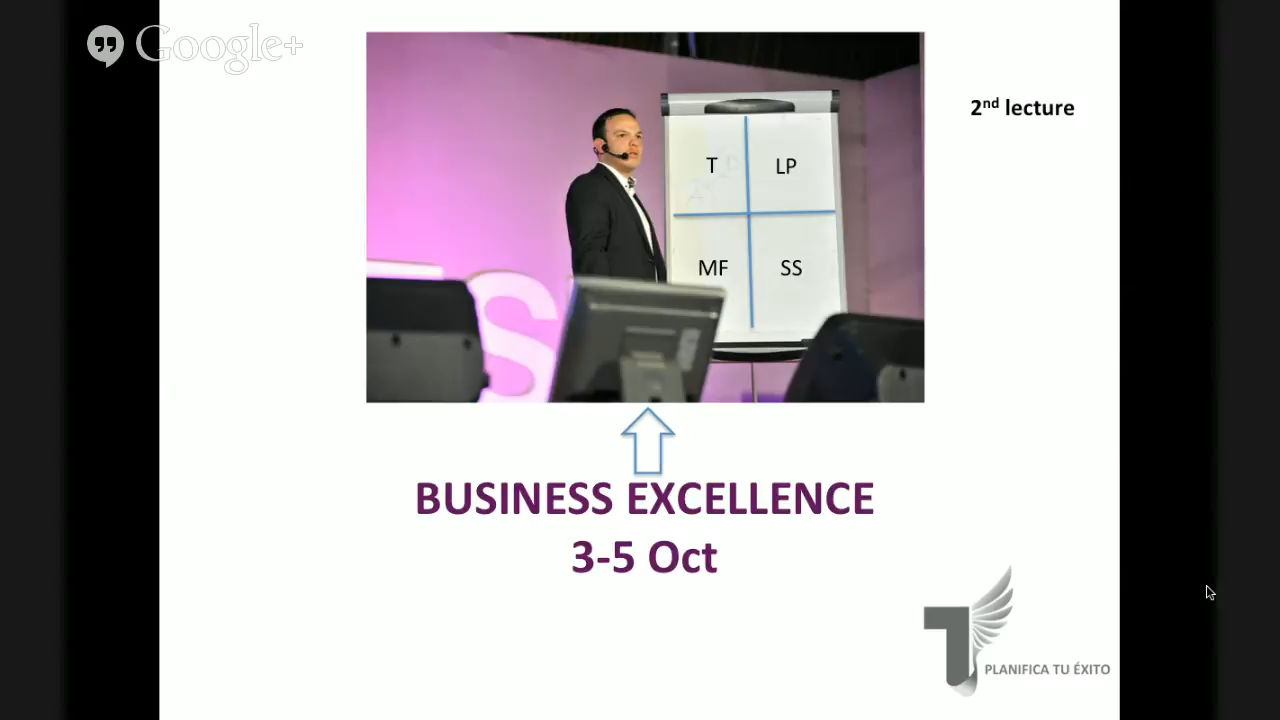 Google+
2nd lecture
T LP
MF SS
S
BUSINESS EXCELLENCE
3-5 Oct
PLANIFICA TU ÉXITO